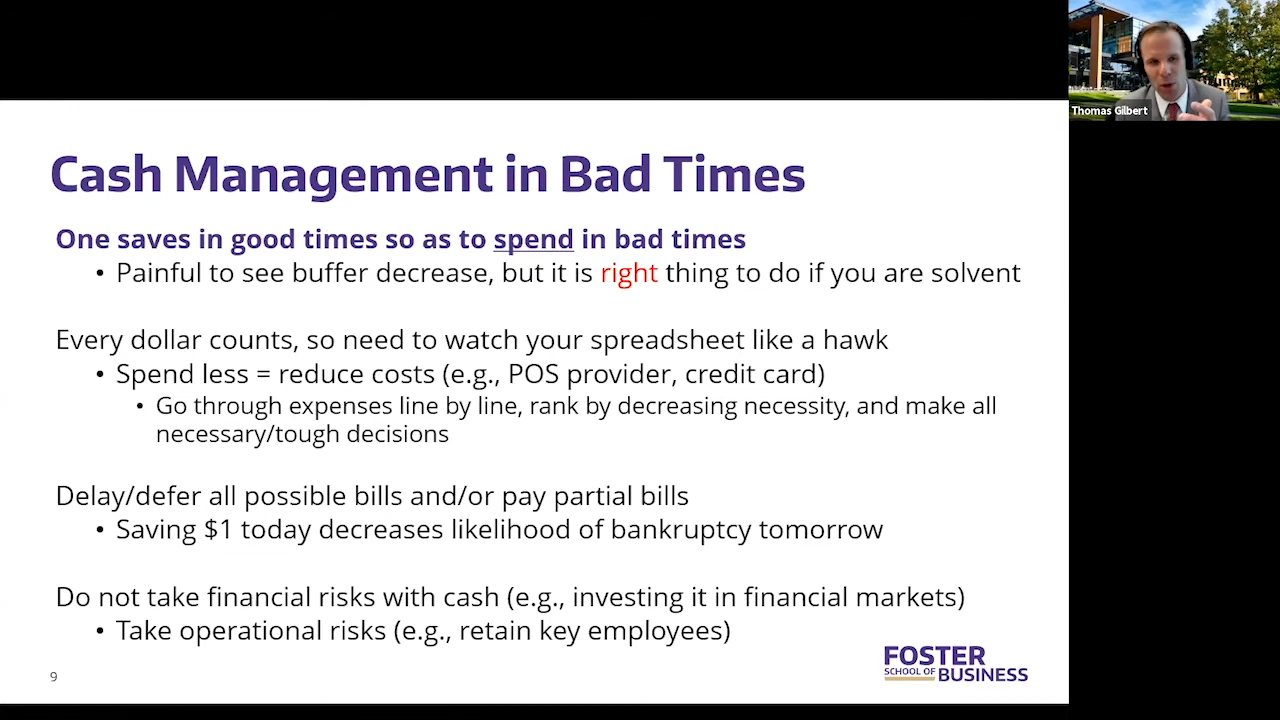 Thomas Gilbert
Cash Management in Bad Times
One saves in good times so as to spend in bad times
• Painful to see buffer decrease, but it is right thing to do if you are solvent
Every dollar counts, so need to watch your spreadsheet like a hawk
• Spend less = reduce costs (e.g., POS provider, credit card)
• Go through expenses line by line, rank by decreasing necessity, and make all
necessary/tough decisions
Delay/defer all possible bills and/or pay partial bills
• Saving $1 today decreases likelihood of bankruptcy tomorrow
Do not take financial risks with cash (e.g., investing it in financial markets)
• Take operational risks (e.g., retain key employees)
9
FOSTER
SCHOOL OF BUSINESS